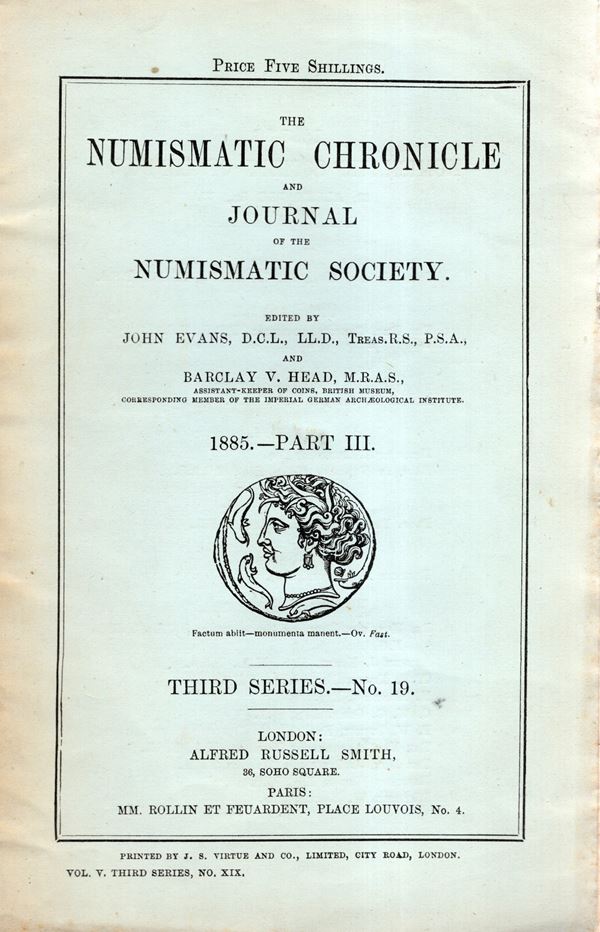 PRICE FIVE SHILLINGS.
THE
NUMISMATIC CHRONICLE
AND
JOURNAL
OF THE
NUMISMATIC SOCIETY.
EDITED BY
JOHN EVANS, D.C.L., LL.D., TREAS.R.S., P.S.A.,
AND
BARCLAY V. HEAD, M.R.A.S.,
ASSISTANT-KEEPER OF COINS, BRITISH MUSEUM,
CORRESPONDING MEMBER OF THE IMPERIAL GERMAN ARCHÆOLOGICAL INSTITUTE.
1885.—PART III.
Factum abiit—monumenta manent.—Ov. Fast.
THIRD SERIES.—No. 19.
LONDON:
ALFRED RUSSELL SMITH,
36, SOHO SQUARE.
PARIS:
MM. ROLLIN ET FEUARDENT, PLACE LOUVOIS, No. 4.
PRINTED BY J. S. VIRTUE AND CO., LIMITED, CITY ROAD, LONDON.
VOL. V. THIRD SERIES, NO. XIX.